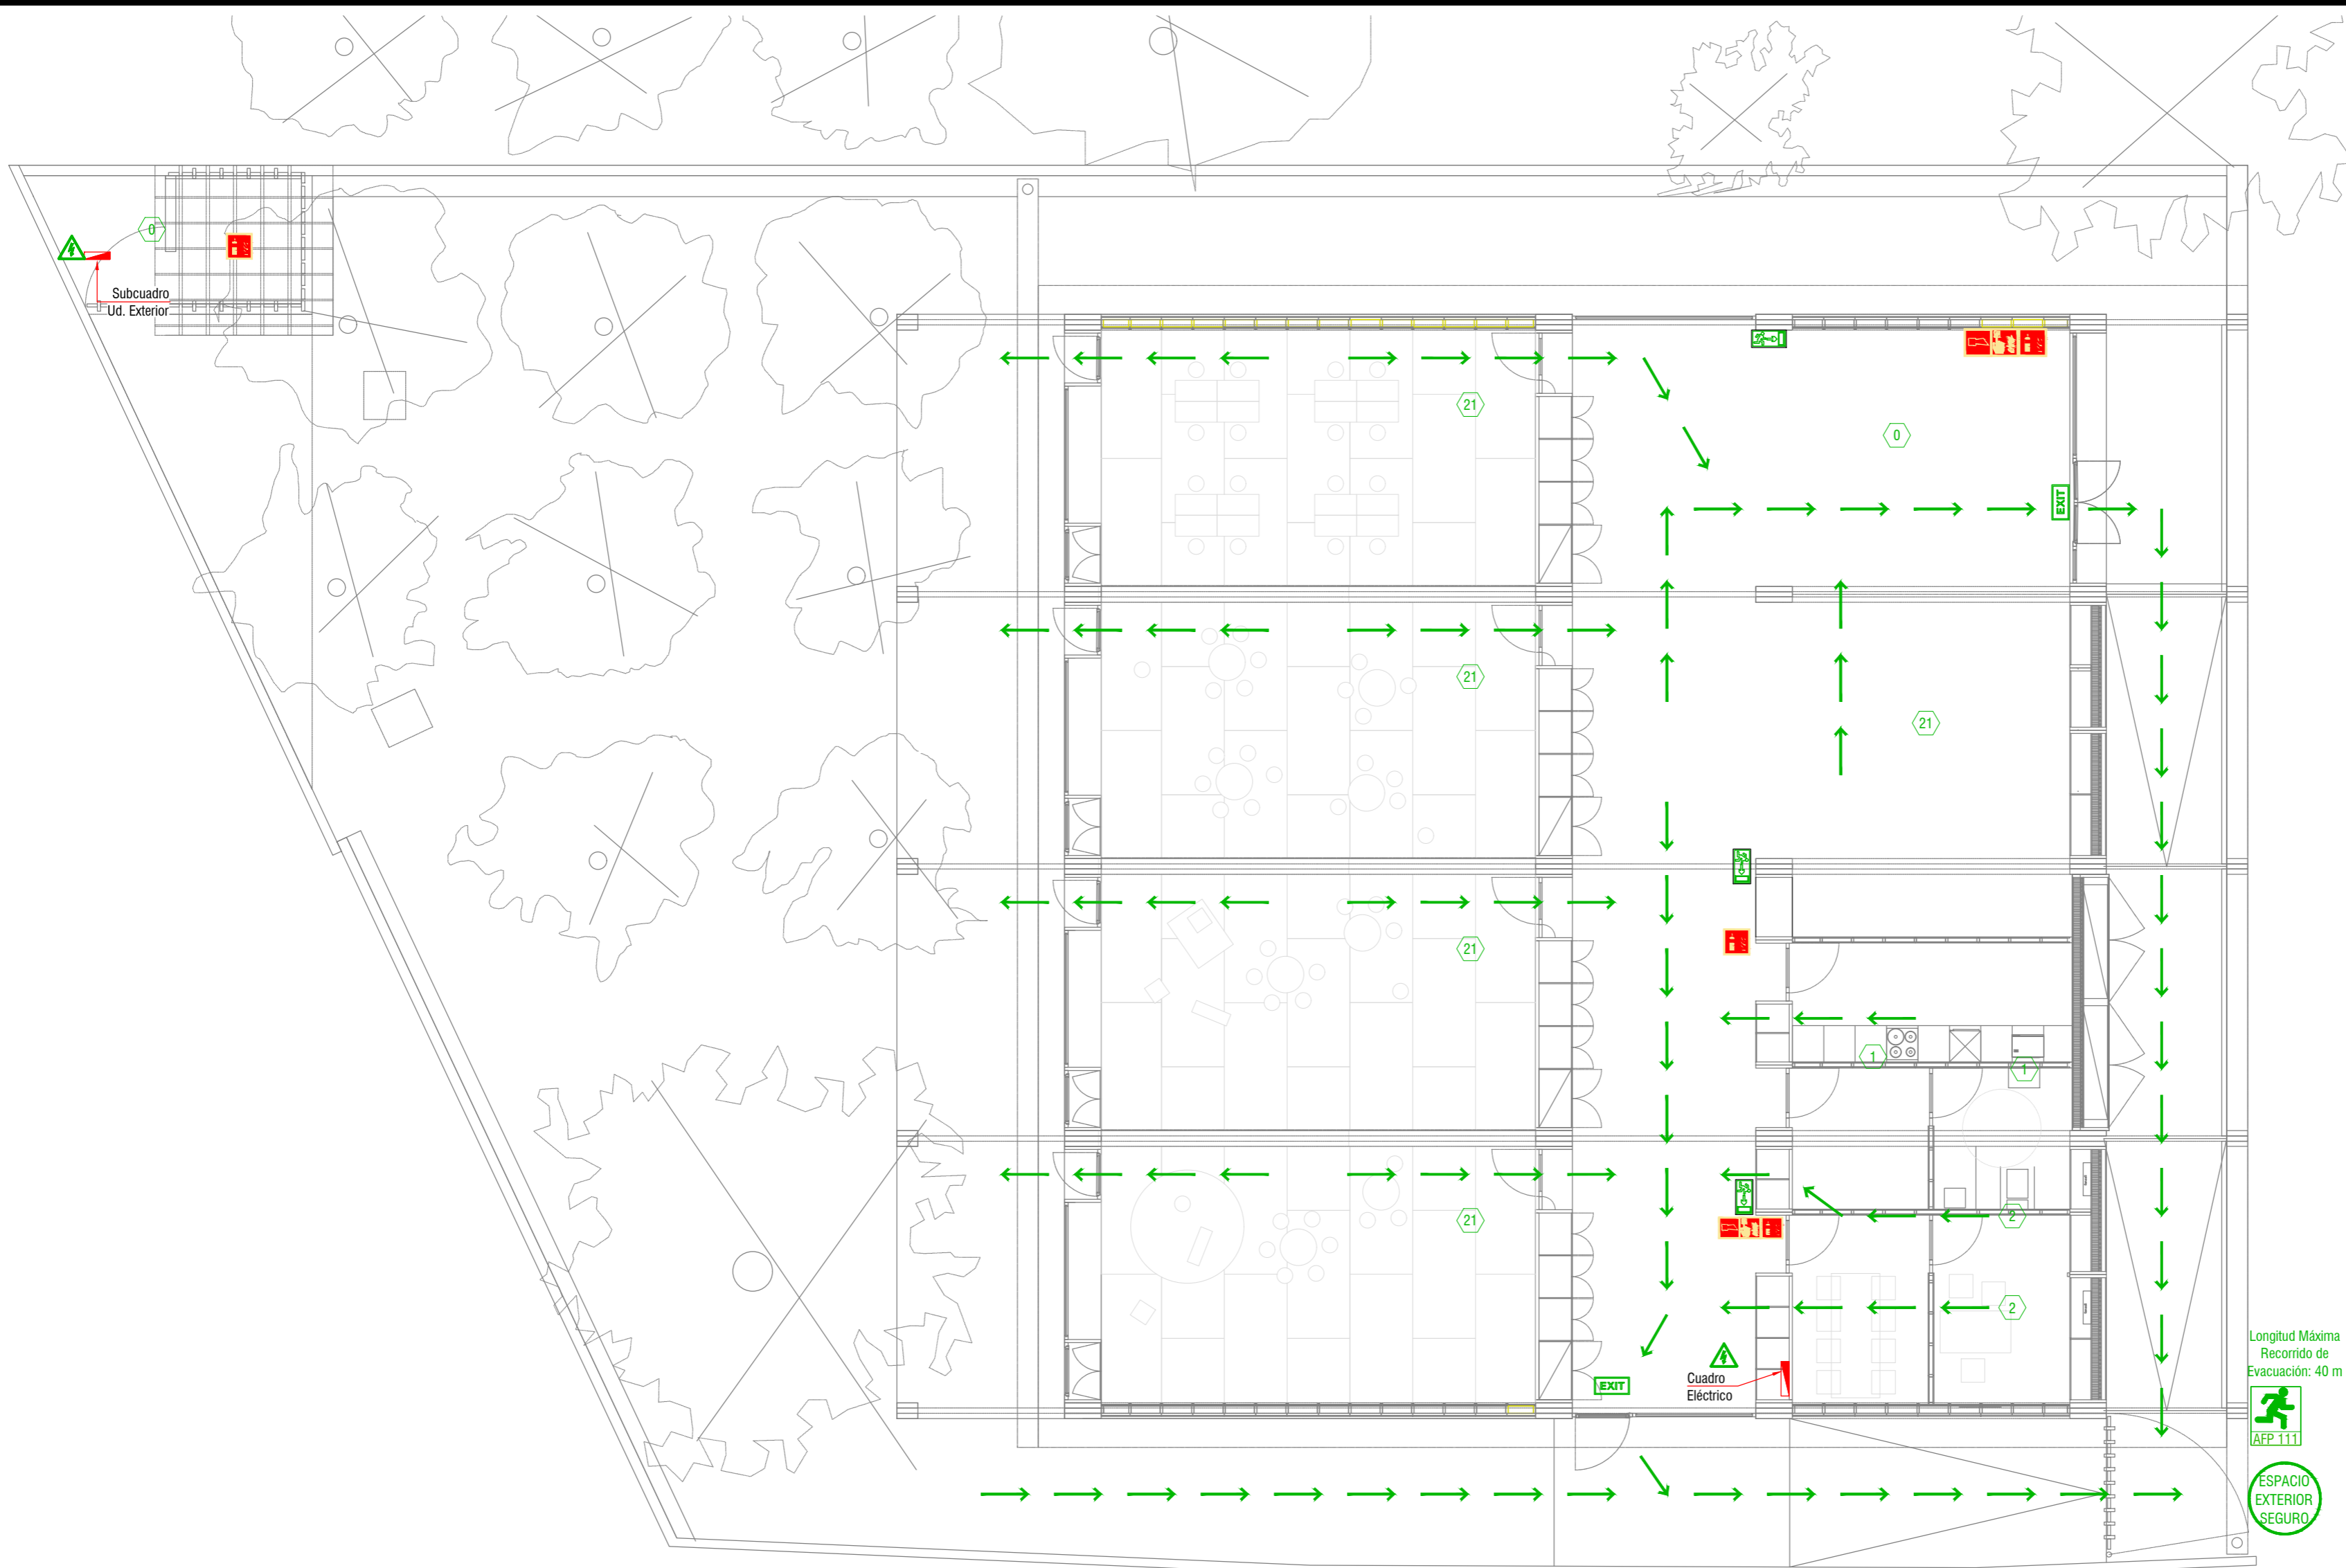 0
Subcuadro
Ud. Exterior
21
0
EXIT
21
21
21
1
1
21
2
2
Cuadro
Eléctrico
EXIT
Longitud Máxima
Recorrido de
Evacuación: 40 m
AFP 111
ESPACIO
EXTERIOR
SEGURO